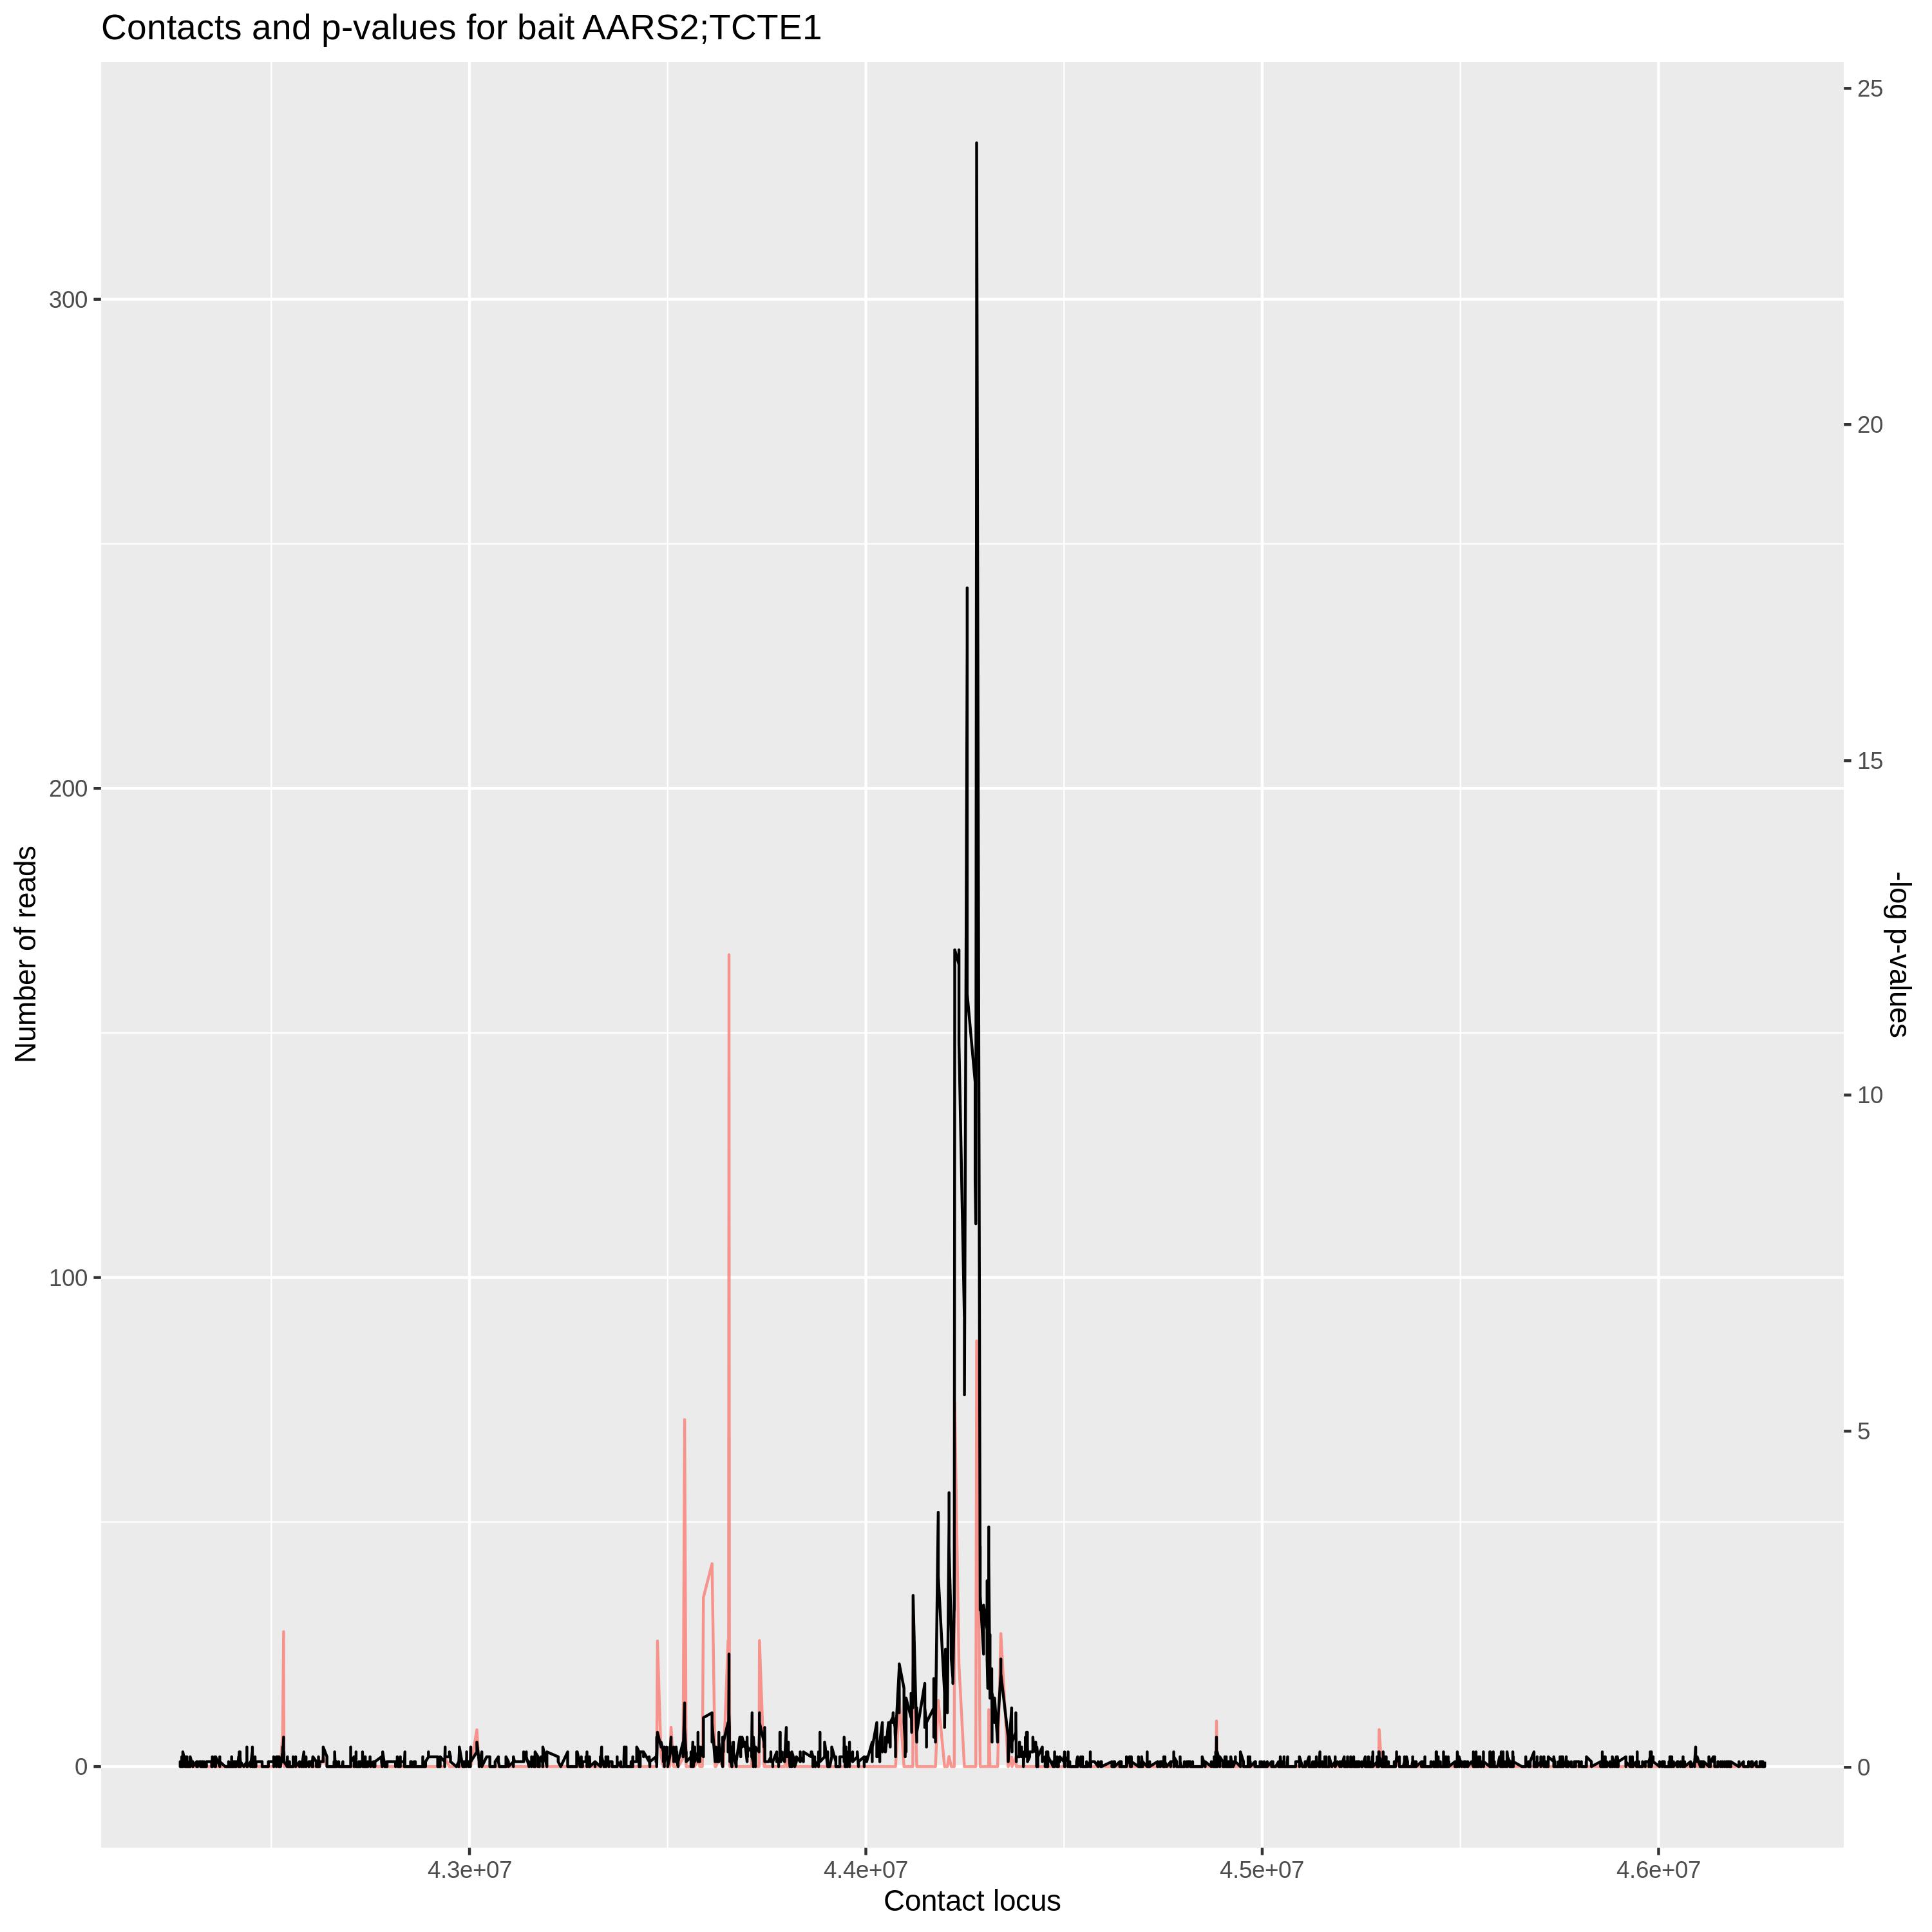 Contacts and p-values for bait AARS2;TCTE1
Number of reads
300
200
100
0
25
20
15
10
5
0
-log p-values
4.3e+07
4.4e+07
4.5e+07
4.6e+07
Contact locus